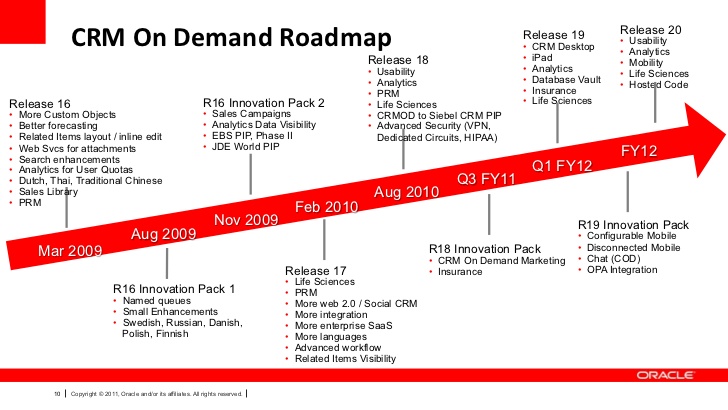 CRM On Demand Roadmap
Release 16
• More Custom Objects
• Better forecasting
• Related Items layout / inline edit
• Web Svcs for attachments
• Search enhancements
• Analytics for User Quotas
• Dutch, Thai, Traditional Chinese
• Sales Library
• PRM
R16 Innovation Pack 2
• Sales Campaigns
• Analytics Data Visibility
• EBS PIP, Phase II
• JDE World PIP
Release 18
• Usability
• Analytics
• PRM
• Life Sciences
• CRMOD to Siebel CRM PIP
• Advanced Security (VPN,
Dedicated Circuits, HIPAA)
Release 19
• CRM Desktop
• iPad
• Analytics
• Database Vault
• Insurance
• Life Sciences
Release 20
• Usability
• Analytics
• Mobility
• Life Sciences
• Hosted Code
Mar 2009
Aug 2009
Nov 2009
Feb 2010
Aug 2010
Q3 FY11
Q1 FY12
FY12
R16 Innovation Pack 1
• Named queues
• Small Enhancements
• Swedish, Russian, Danish,
Polish, Finnish
Release 17
• Life Sciences
• PRM
• More web 2.0 / Social CRM
• More integration
• More enterprise SaaS
• More languages
• Advanced workflow
• Related Items Visibility
R18 Innovation Pack
• CRM On Demand Marketing
• Insurance
R19 Innovation Pack
• Configurable Mobile
• Disconnected Mobile
• Chat (COD)
• OPA Integration
ORACLE
10 | Copyright © 2011, Oracle and/or its affiliates. All rights reserved. |